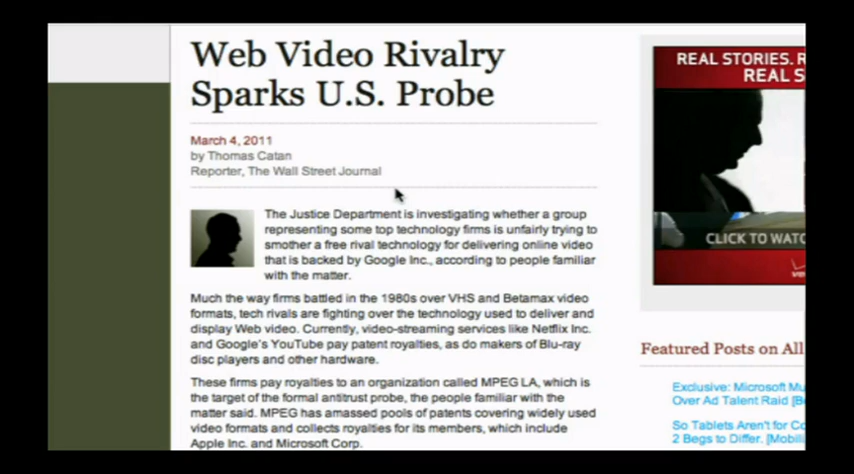 Web Video Rivalry
Sparks U.S. Probe
March 4, 2011
by Thomas Catan
Reporter, The Wall Street Journal
The Justice Department is investigating whether a group
representing some top technology firms is unfairly trying to
smother a free rival technology for delivering online video
that is backed by Google Inc., according to people familiar
with the matter.
Much the way firms battled in the 1980s over VHS and Betamax video
formats, tech rivals are fighting over the technology used to deliver and
display Web video. Currently, video-streaming services like Netflix Inc.
and Google's YouTube pay patent royalties, as do makers of Blu-ray
disc players and other hardware.
These firms pay royalties to an organization called MPEG LA, which is
the target of the formal antitrust probe, the people familiar with the
matter said. MPEG has amassed pools of patents covering widely used
video formats and collects royalties for its members, which include
Apple Inc. and Microsoft Corp.
REAL STORIES. R
REAL S
CLICK TO WATC
Featured Posts on All
Exclusive: Microsoft Mu
Over Ad Talent Raid [B
So Tablets Aren't for Co
2 Begs to Differ. [Mobili